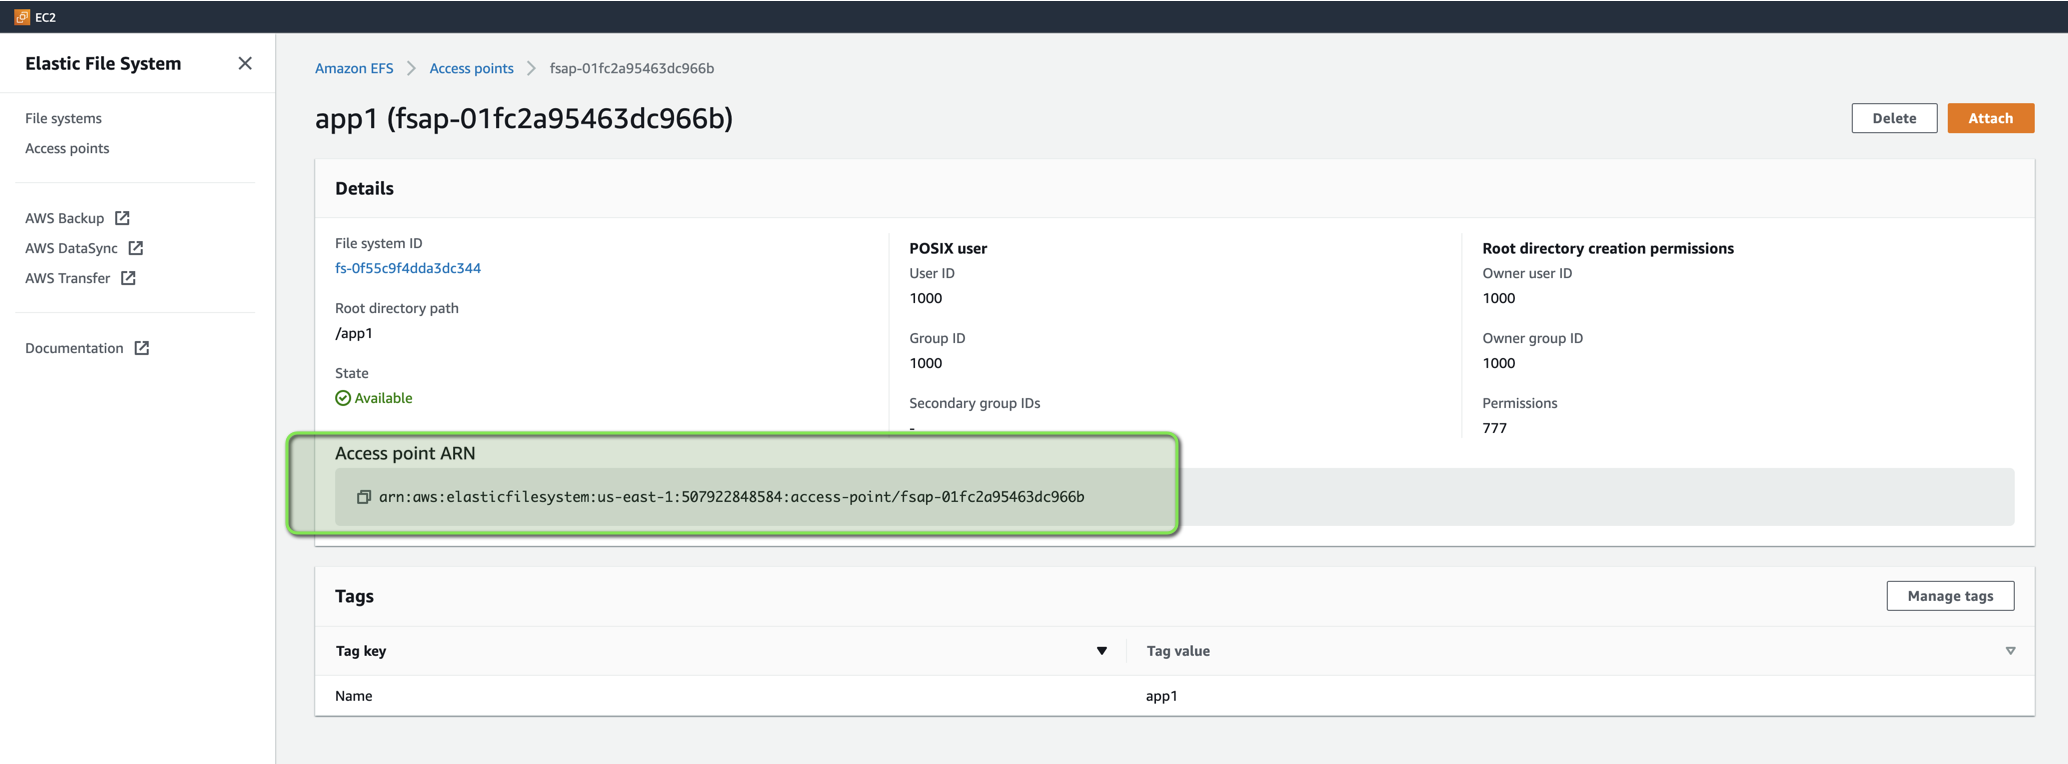 EC2
Elastic File System
File systems
Access points
AWS Backup
AWS DataSync
AWS Transfer
Documentation
Amazon EFS > Access points > fsap-01fc2a95463dc966b
app1 (fsap-01fc2a95463dc966b)
Delete
Attach
Details
File system ID
fs-0f55c9f4dda3dc344
Root directory path
/app1
State
Available
POSIX user
User ID
1000
Group ID
1000
Secondary group IDs
-
Root directory creation permissions
Owner user ID
1000
Owner group ID
1000
Permissions
777
Access point ARN
arn:aws:elasticfilesystem:us-east-1:507922848584:access-point/fsap-01fc2a95463dc966b
Tags
Manage tags
Tag key
Tag value
Name
app1